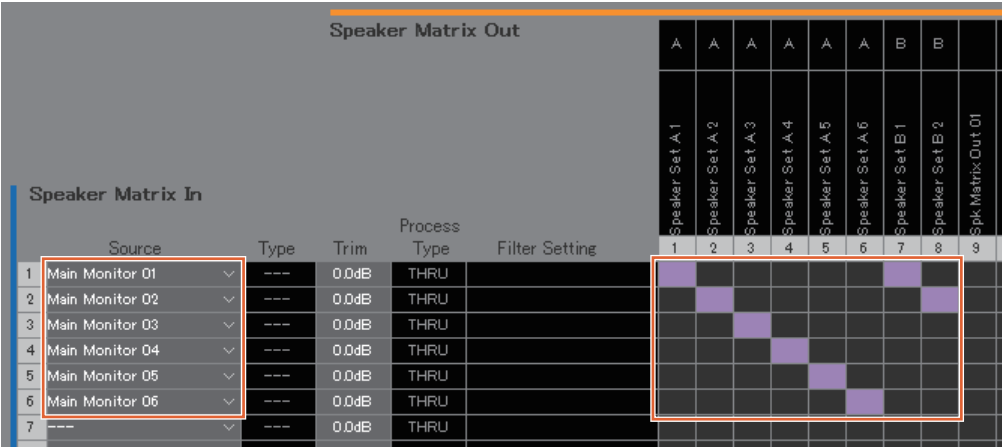 Speaker Matrix Out
A A A A A A B B
Speaker Set A 1
Speaker Set A 2
Speaker Set A 3
Speaker Set A 4
Speaker Set A 5
Speaker Set A 6
Speaker Set B 1
Speaker Set B 2
Spk.Matrix Out 01
Speaker Matrix In
Source Type Trim Process Type Filter Setting 1 2 3 4 5 6 7 8 9
1 Main Monitor 01 --- 0.0dB THRU
2 Main Monitor 02 --- 0.0dB THRU
3 Main Monitor 03 --- 0.0dB THRU
4 Main Monitor 04 --- 0.0dB THRU
5 Main Monitor 05 --- 0.0dB THRU
6 Main Monitor 06 --- 0.0dB THRU
7 --- --- 0.0dB THRU